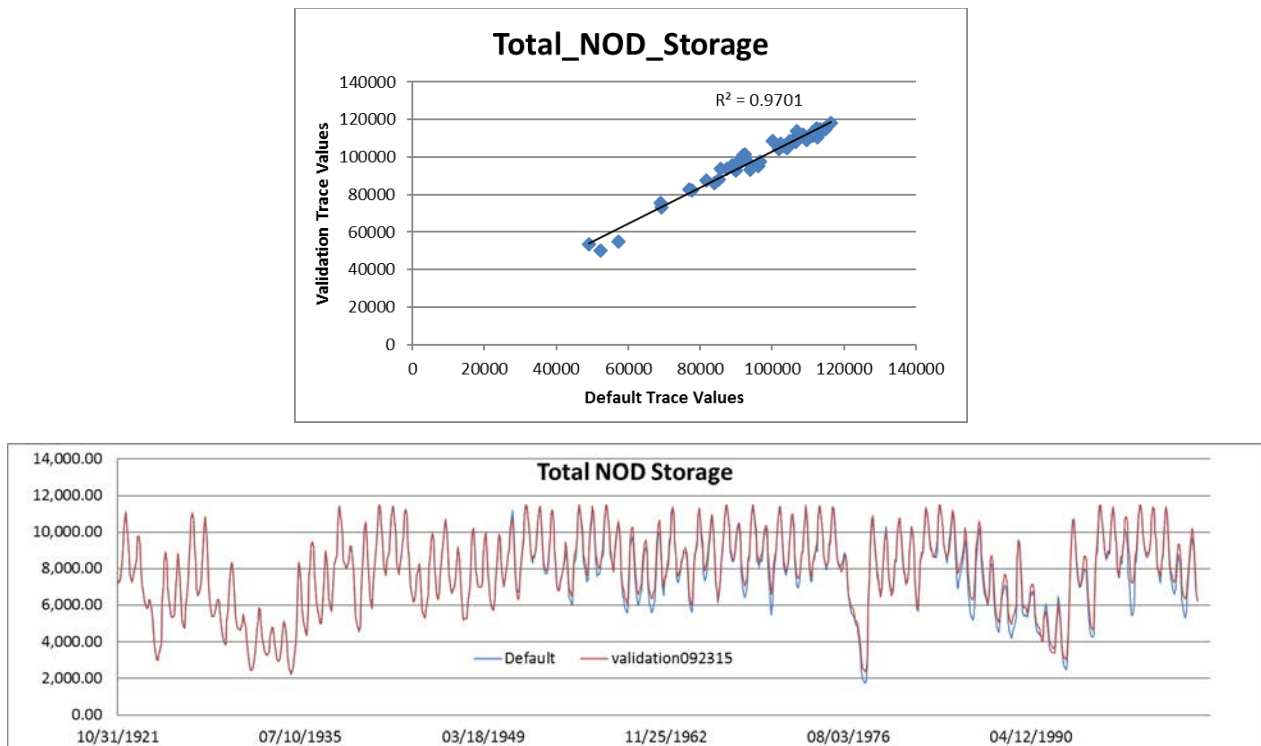 Total_NOD_Storage
140000
R² = 0.9701
120000
100000
80000
60000
40000
20000
0
Validation Trace Values
0 20000 40000 60000 80000 100000 120000 140000
Default Trace Values
Total NOD Storage
14,000.00
12,000.00
10,000.00
8,000.00
6,000.00
4,000.00
2,000.00
0.00
Default validation092315
10/31/1921 07/10/1935 03/18/1949 11/25/1962 08/03/1976 04/12/1990